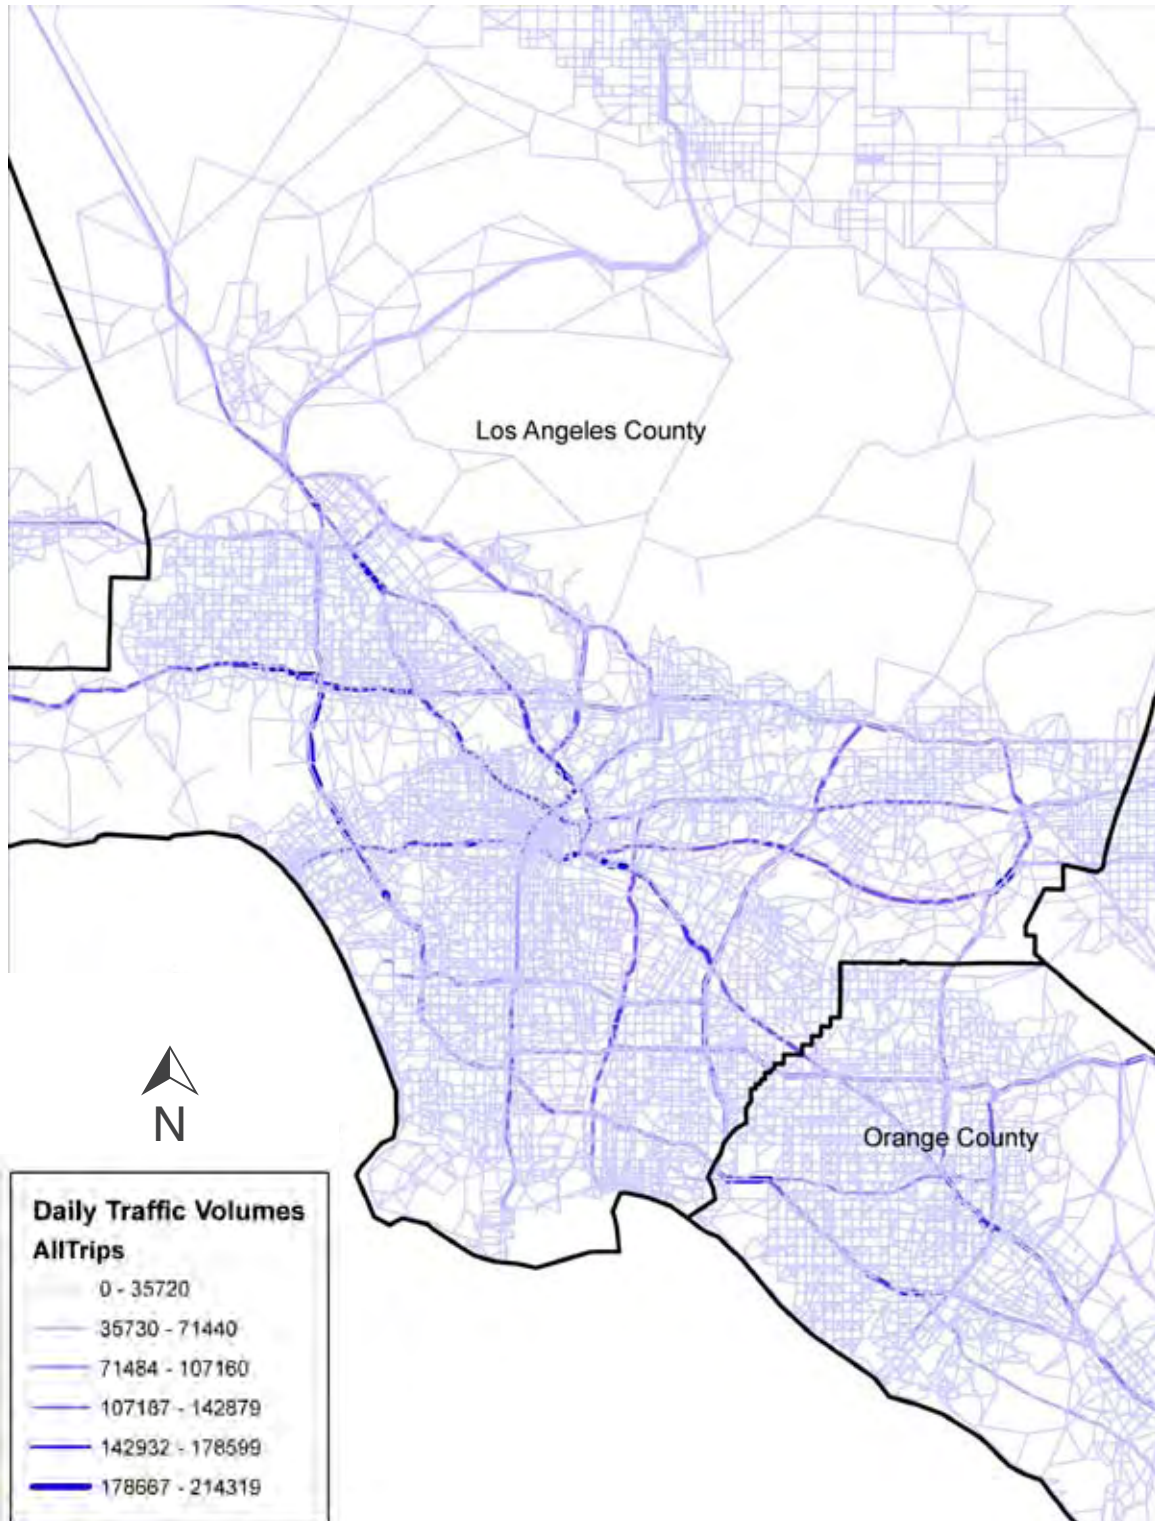 Los Angeles County
Orange County
N
Daily Traffic Volumes
AllTrips
0 - 35720
35730 - 71440
71484 - 107160
107187 - 142879
142932 - 178599
178667 - 214319